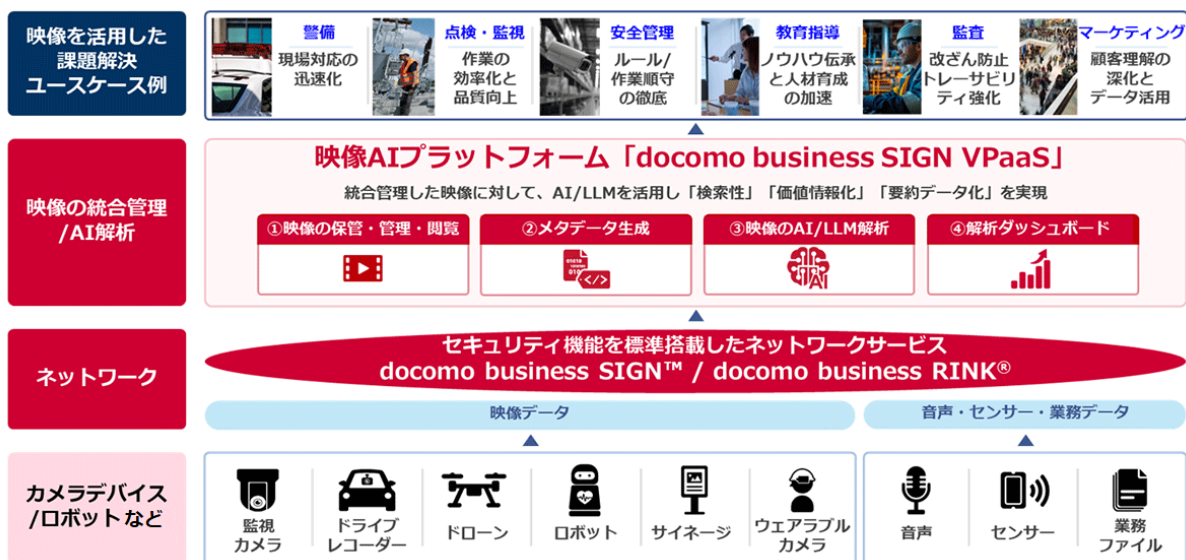 映像を活用した
課題解決
ユースケース例
警備
現場対応の
迅速化
点検・監視
作業の
効率化と
品質向上
安全管理
ルール/
作業順守
の徹底
教育指導
ノウハウ伝承
と人材育成
の加速
監査
改ざん防止
トレーサビリ
ティ強化
マーケティング
顧客理解の
深化と
データ活用
映像の統合管理
/AI解析
映像AIプラットフォーム「docomo business SIGN VPaaS」
統合管理した映像に対して、AI/LLMを活用し「検索性」「価値情報化」「要約データ化」を実現
①映像の保管・管理・閲覧
②メタデータ生成
③映像のAI/LLM解析
④解析ダッシュボード
AI
ネットワーク
セキュリティ機能を標準搭載したネットワークサービス
docomo business SIGN™ / docomo business RINK®
映像データ
音声・センサー・業務データ
カメラデバイス
/ロボットなど
監視
カメラ
ドライブ
レコーダー
ドローン
ロボット
サイネージ
ウェアラブル
カメラ
音声
センサー
業務
ファイル